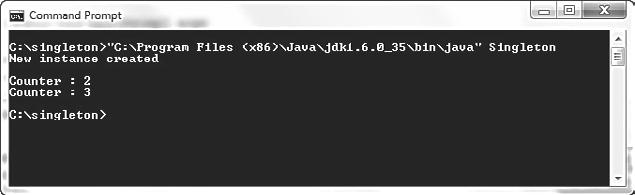 Command Prompt
C:\singleton>"C:\Program Files (x86)\Java\jdk1.6.0_35\bin\java" Singleton
New instance created
Counter : 2
Counter : 3
C:\singleton>